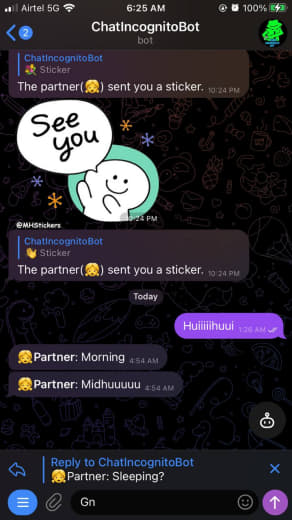 Airtel 5G
6:25 AM
100%
2
ChatIncognitoBot
bot
ChatIncognitoBot
Sticker
The partner(👧) sent you a sticker. 10:24 PM
See
you
10:24 PM
@MHStickers
ChatIncognitoBot
👋 Sticker
The partner(👧) sent you a sticker. 10:24 PM
Today
Huiiiiihuui 1:26 AM
👧Partner: Morning 4:54 AM
👧Partner: Midhuuuuu 4:54 AM
Reply to ChatIncognitoBot
👧Partner: Sleeping?
Gn